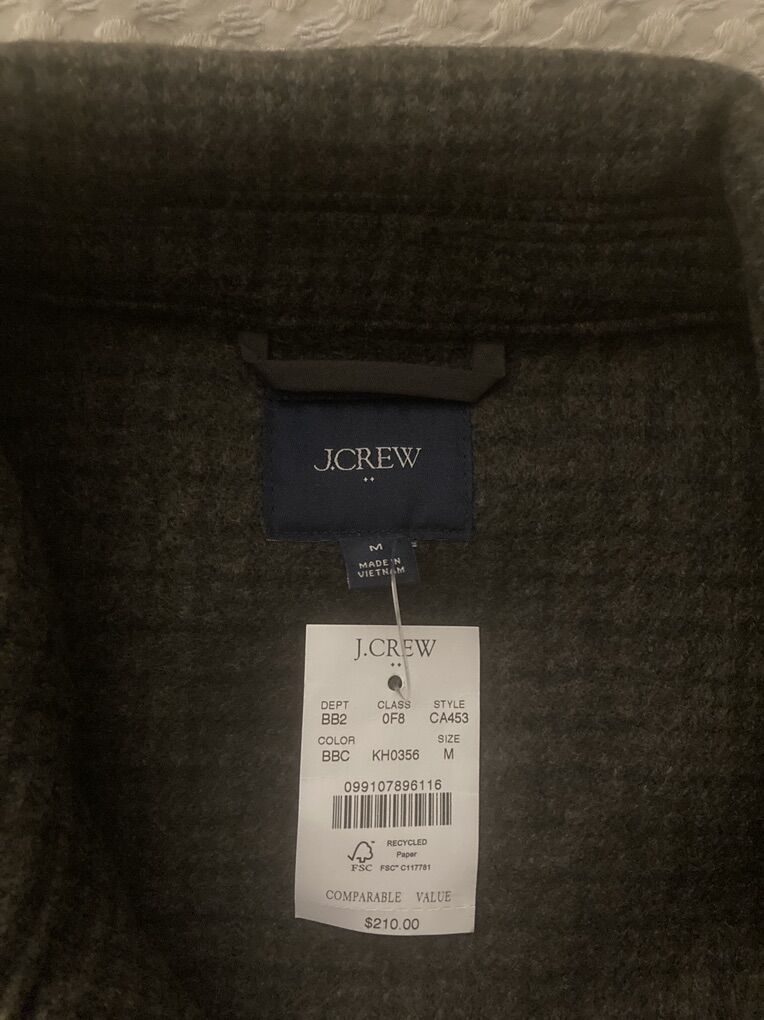 J.CREW
M
MADE IN
VIETNAM
J.CREW
DEPT CLASS STYLE
BB2 0F8 CA453
COLOR SIZE
BBC KH0356 M
099107896116
RECYCLED
Paper
FSC FSC™ C117781
COMPARABLE VALUE
$210.00